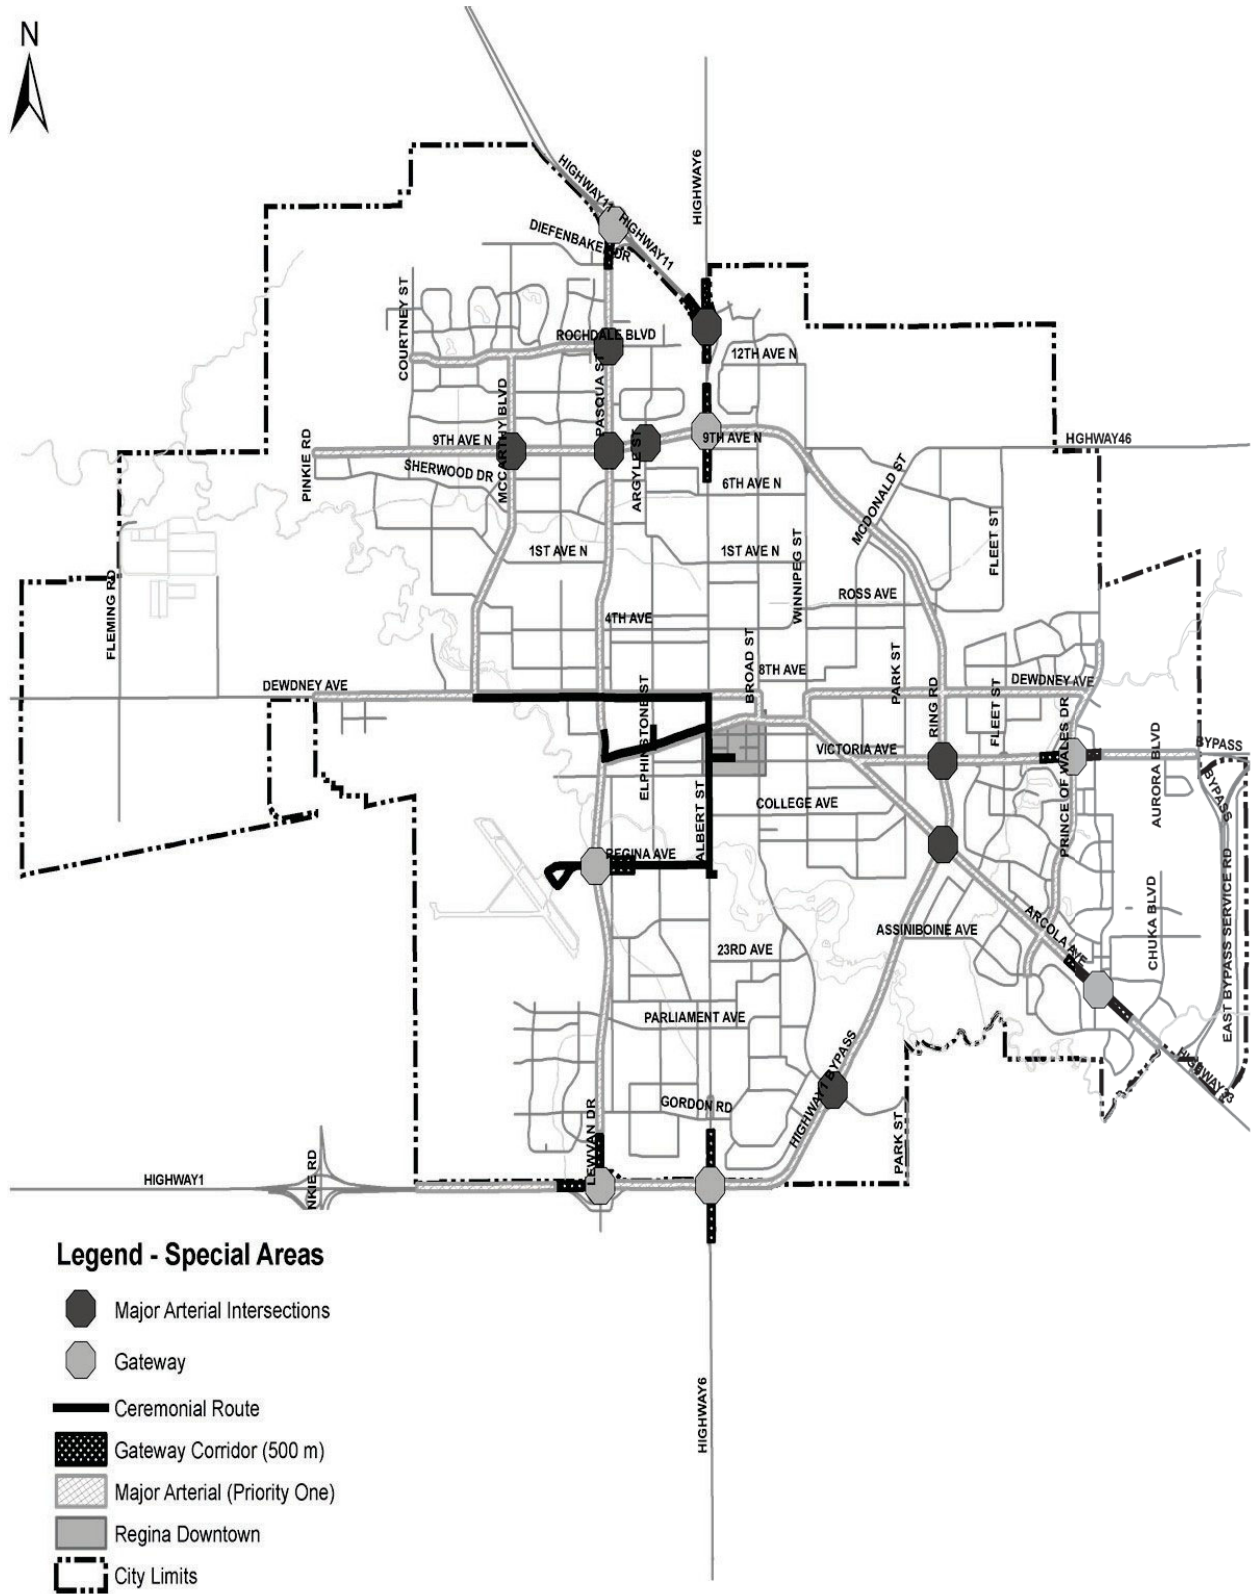 N
HIGHWAY11
HIGHWAY6
HIGHWAY11
DIEFENBAKER DR
COURTNEY ST
ROCHDALE BLVD
12TH AVE N
PASQUA ST
MCCARTHY BLVD
9TH AVE N
9TH AVE N
HGHWAY46
ARGYLE ST
PINKIE RD
SHERWOOD DR
6TH AVE N
MCDONALD ST
FLEET ST
1ST AVE N
1ST AVE N
WINNIPEG ST
FLEMING RD
ROSS AVE
4TH AVE
BROAD ST
8TH AVE
PARK ST
DEWDNEY AVE
DEWDNEY AVE
ELPHINSTONE ST
RING RD
FLEET ST
PRINCE OF WALES DR
AURORA BLVD
VICTORIA AVE
BYPASS
BYPASS
ALBERT ST
COLLEGE AVE
REGINA AVE
EAST BYPASS SERVICE RD
CHUKA BLVD
ARCOLA AVE
ASSINIBOINE AVE
23RD AVE
PARLIAMENT AVE
HIGHWAY1 BYPASS
HIGHWAY33
GORDON RD
LEWVAN DR
PARK ST
NKIE RD
HIGHWAY1
HIGHWAY6
Legend - Special Areas
Major Arterial Intersections
Gateway
Ceremonial Route
Gateway Corridor (500 m)
Major Arterial (Priority One)
Regina Downtown
City Limits